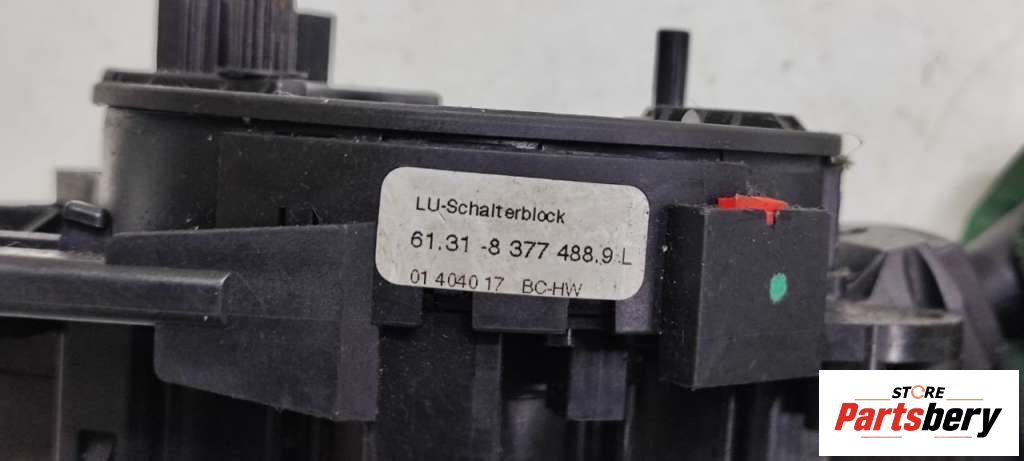 LU-Schalterblock
61.31 -8 377 488.9 L
01 4040 17 BC-HW
STORE
Partsbery